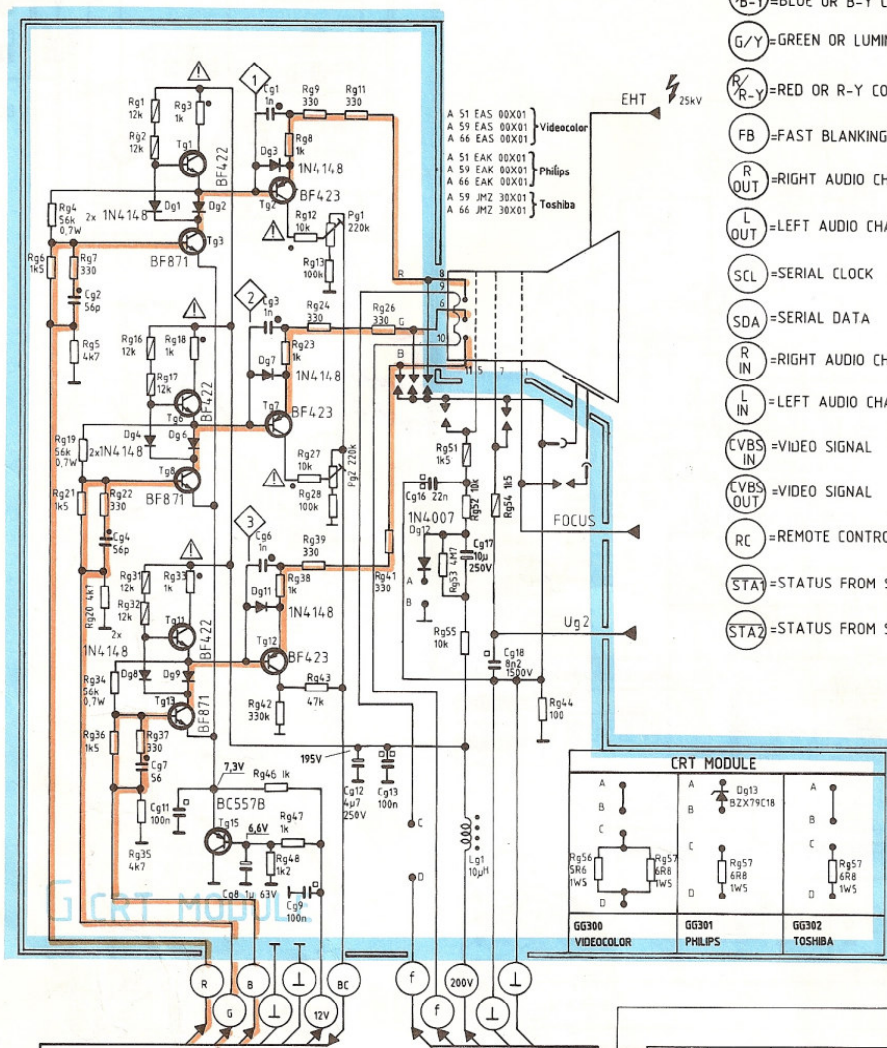 /B-Y =BLUE OR B-Y
G/Y =GREEN OR LUMIN
R/ R-Y =RED OR R-Y CO
FB =FAST BLANKING
R OUT =RIGHT AUDIO CH
L OUT =LEFT AUDIO CHA
SCL =SERIAL CLOCK
SDA =SERIAL DATA
R IN =RIGHT AUDIO CH
L IN =LEFT AUDIO CHA
CVBS IN =VIDEO SIGNAL
CVBS OUT =VIDEO SIGNAL
RC =REMOTE CONTRO
STA1 =STATUS FROM S
STA2 =STATUS FROM S
EHT
25kV
A 51 EAS 00X01
A 59 EAS 00X01
A 66 EAS 00X01
Videocolor
A 51 EAK 00X01
A 59 EAK 00X01
A 66 EAK 00X01
Philips
A 59 JMZ 30X01
A 66 JMZ 30X01
Toshiba
Rg1 12k
Rg2 12k
Rg3 1k
Tg1
BF422
1
Cg1 1n
Rg9 330
Rg11 330
Rg8 1k
Dg3
1N4148
Tg2
BF423
Rg4 56k 0,7W
2x 1N4148
Dg1
Dg2
Tg3
BF871
Rg12 10k
Pg1 220k
Rg13 100k
Rg6 1k5
Rg7 330
Cg2 56p
Rg5 4k7
2
Cg3 1n
Rg24 330
Rg26 330
Rg23 1k
Rg16 12k
Rg18 1k
Rg17 12k
Tg6
BF422
Dg7
1N4148
Tg7
BF423
Dg4
Dg6
Rg19 56k 0,7W
2x1N4148
Tg8
BF871
Rg27 10k
Pg2 220k
Rg28 100k
Rg21 1k5
Rg22 330
Cg4 56p
Rg20 4k7
3
Cg6 1n
Rg39 330
Rg38 1k
Rg41 330
Rg31 12k
Rg33 1k
Rg32 12k
Tg11
BF422
Dg11
1N4148
2x 1N4148
Tg12
BF423
Dg8
Dg9
Rg34 56k 0,7W
Tg13
BF871
Rg43 47k
Rg42 330k
Rg36 1k5
Rg37 330
Cg7 56
Cg11 100n
Rg35 4k7
7,3V
Rg46 1k
BC557B
Tg15
6,6V
Rg47 1k
Rg48 1k2
Cg8 1µ 63V
Cg9 100n
195V
Cg12 4µ7 250V
Cg13 100n
R
G
B
8
9
6
10
11
5
7
1
Rg51 1k5
Cg16 22n
Rg52 10k
Rg54 1k5
1N4007
Dg12
A
B
Rg53 4M7
Cg17 10µ 250V
Rg55 10k
FOCUS
Ug2
Cg18 8n2 1500V
Rg44 100
C
D
Lg1 10µH
CRT MODULE
A
B
C
Rg56 5R6 1W5
Rg57 6R8 1W5
D
GG300 VIDEOCOLOR
A
B
Dg13 BZX79C18
C
Rg57 6R8 1W5
D
GG301 PHILIPS
A
B
C
Rg57 6R8 1W5
D
GG302 TOSHIBA
G CRT MODULE
R
G
B
12V
BC
f
f
200V